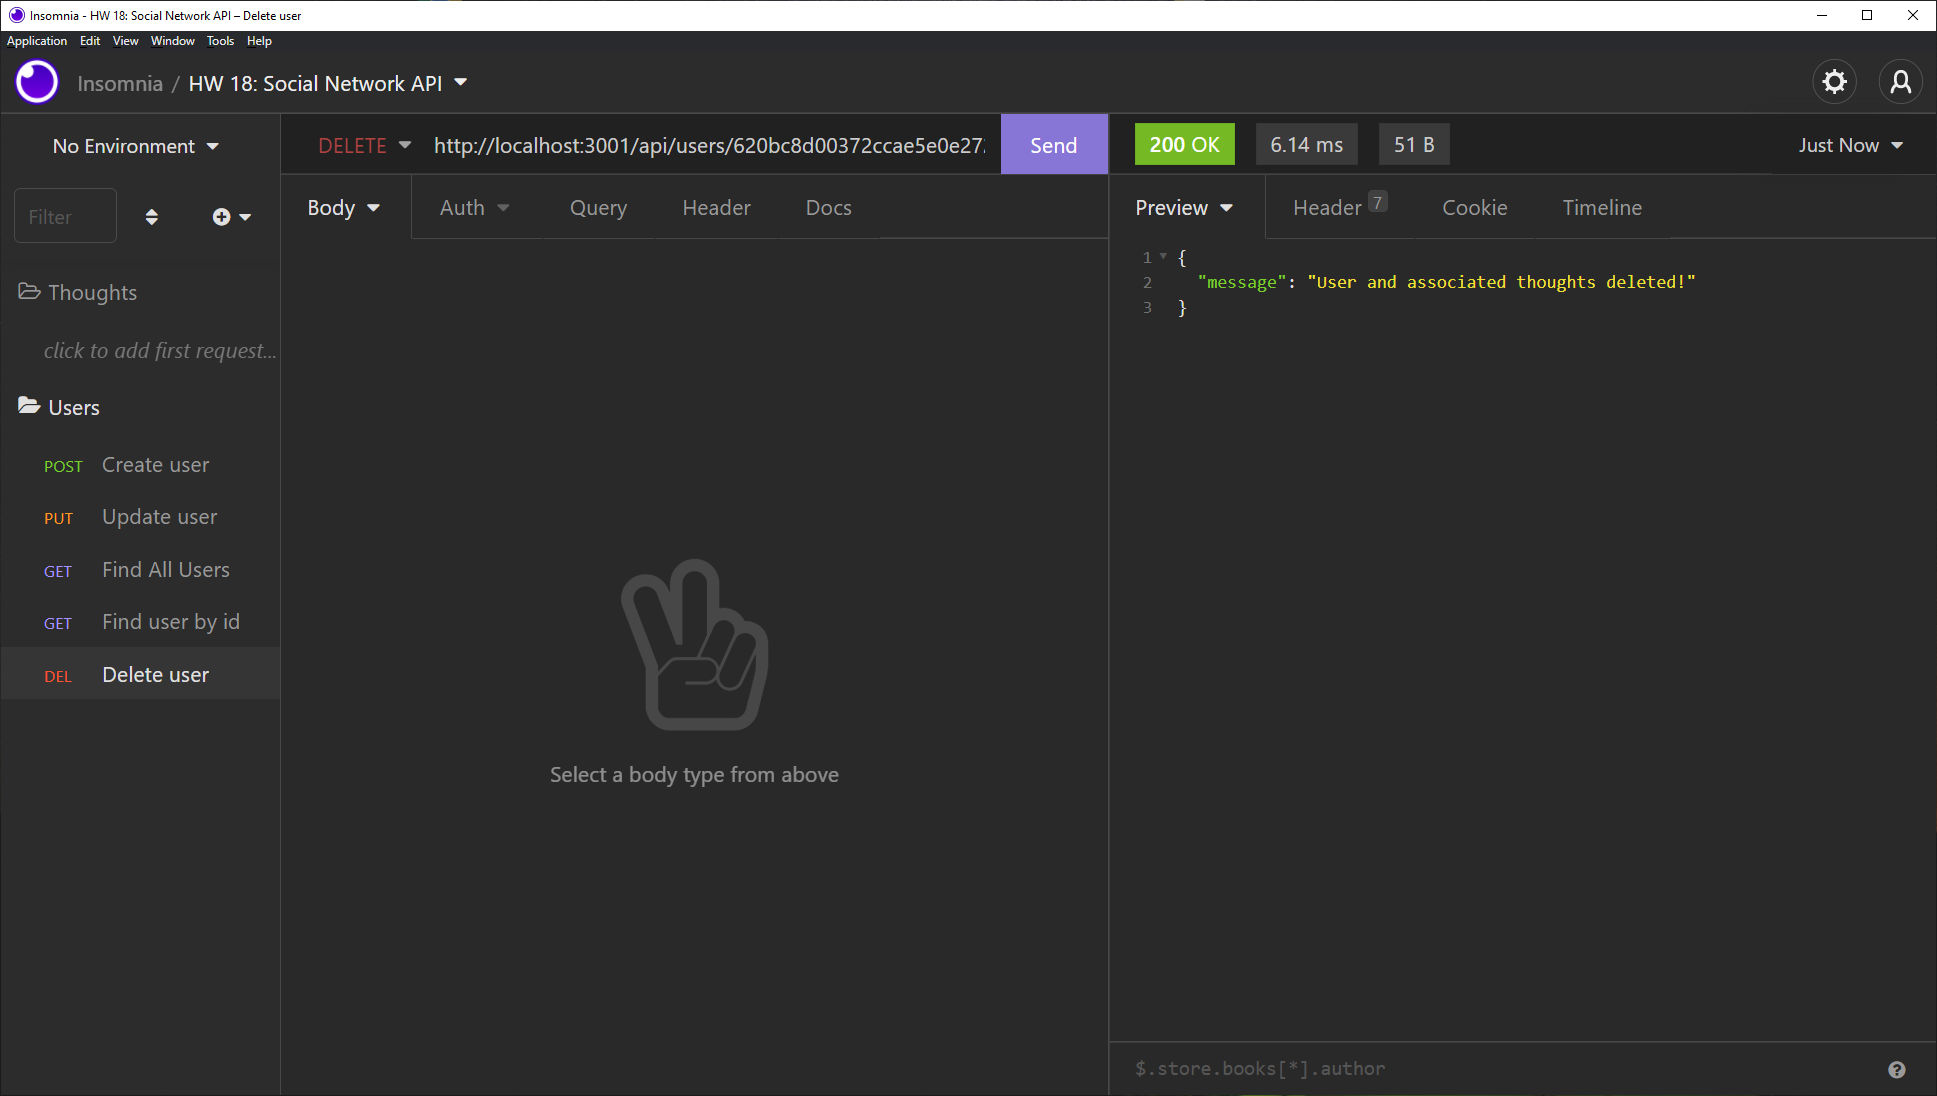 Insomnia - HW 18: Social Network API – Delete user
Application Edit View Window Tools Help
Insomnia / HW 18: Social Network API
No Environment
DELETE http://localhost:3001/api/users/620bc8d00372ccae5e0e27 Send
200 OK 6.14 ms 51 B Just Now
Filter
Body Auth Query Header Docs
Preview Header 7 Cookie Timeline
1 {
2 "message": "User and associated thoughts deleted!"
3 }
Thoughts
click to add first request...
Users
POST Create user
PUT Update user
GET Find All Users
GET Find user by id
DEL Delete user
Select a body type from above
$.store.books[*].author